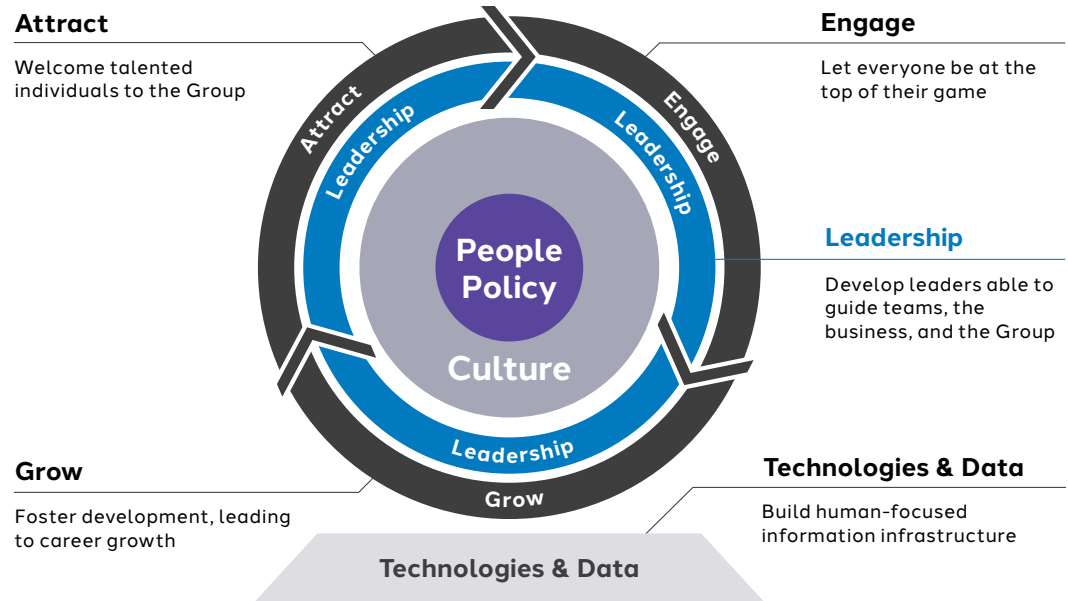 Attract
Welcome talented
individuals to the Group
Engage
Let everyone be at the
top of their game
Attract
Leadership
Engage
Leadership
People
Policy
Culture
Leadership
Develop leaders able to
guide teams, the
business, and the Group
Leadership
Grow
Grow
Foster development, leading
to career growth
Technologies & Data
Build human-focused
information infrastructure
Technologies & Data